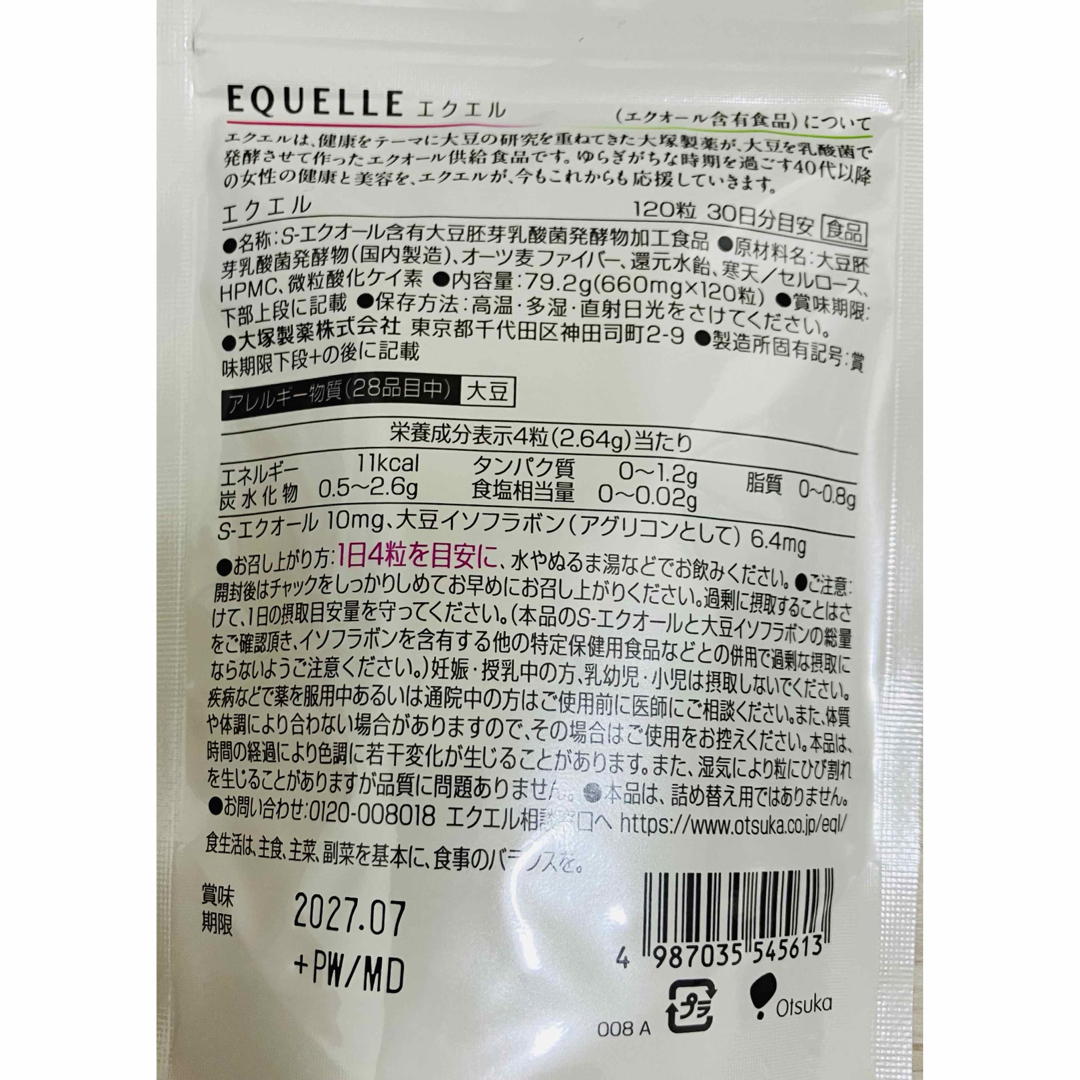 EQUELLE エクエル (エクオール含有食品)について
エクエルは、健康をテーマに大豆の研究を重ねてきた大塚製薬が、大豆を乳酸菌で
発酵させて作ったエクオール供給食品です。ゆらぎがちな時期を過ごす40代以降
の女性の健康と美容を、エクエルが、今もこれからも応援していきます。
エクエル 120粒 30日分目安 食品
●名称:S-エクオール含有大豆胚芽乳酸菌発酵物加工食品 ●原材料名:大豆胚
芽乳酸菌発酵物(国内製造)、オーツ麦ファイバー、還元水飴、寒天/セルロース、
HPMC、微粒酸化ケイ素 ●内容量:79.2g(660mg×120粒) ●賞味期限:
下部上段に記載 ●保存方法:高温・多湿・直射日光をさけてください。
●大塚製薬株式会社 東京都千代田区神田司町2-9 ●製造所固有記号:賞
味期限下段+の後に記載
アレルギー物質(28品目中) 大豆
栄養成分表示4粒(2.64g)当たり
エネルギー 11kcal タンパク質 0〜1.2g 脂質 0〜0.8g
炭水化物 0.5〜2.6g 食塩相当量 0〜0.02g
S-エクオール 10mg、大豆イソフラボン(アグリコンとして) 6.4mg
●お召し上がり方:1日4粒を目安に、水やぬるま湯などでお飲みください。●ご注意:
開封後はチャックをしっかりしめてお早めにお召し上がりください。過剰に摂取することはさ
けて、1日の摂取目安量を守ってください。(本品のS-エクオールと大豆イソフラボンの総量
をご確認頂き、イソフラボンを含有する他の特定保健用食品などとの併用で過剰な摂取に
ならないようご注意ください。)妊娠・授乳中の方、乳幼児・小児は摂取しないでください。
疾病などで薬を服用中あるいは通院中の方はご使用前に医師にご相談ください。また、体質
や体調により合わない場合がありますので、その場合はご使用をお控えください。本品は、
時間の経過により色調に若干変化が生じることがあります。また、湿気により粒にひび割れ
を生じることがありますが品質に問題ありません。●本品は、詰め替え用ではありません。
●お問い合わせ:0120-008018 エクエル相談窓口へ https://www.otsuka.co.jp/eql/
食生活は、主食、主菜、副菜を基本に、食事のバランスを。
賞味
期限
2027.07
+PW/MD
4 987035 545613
008 A
プラ
Otsuka